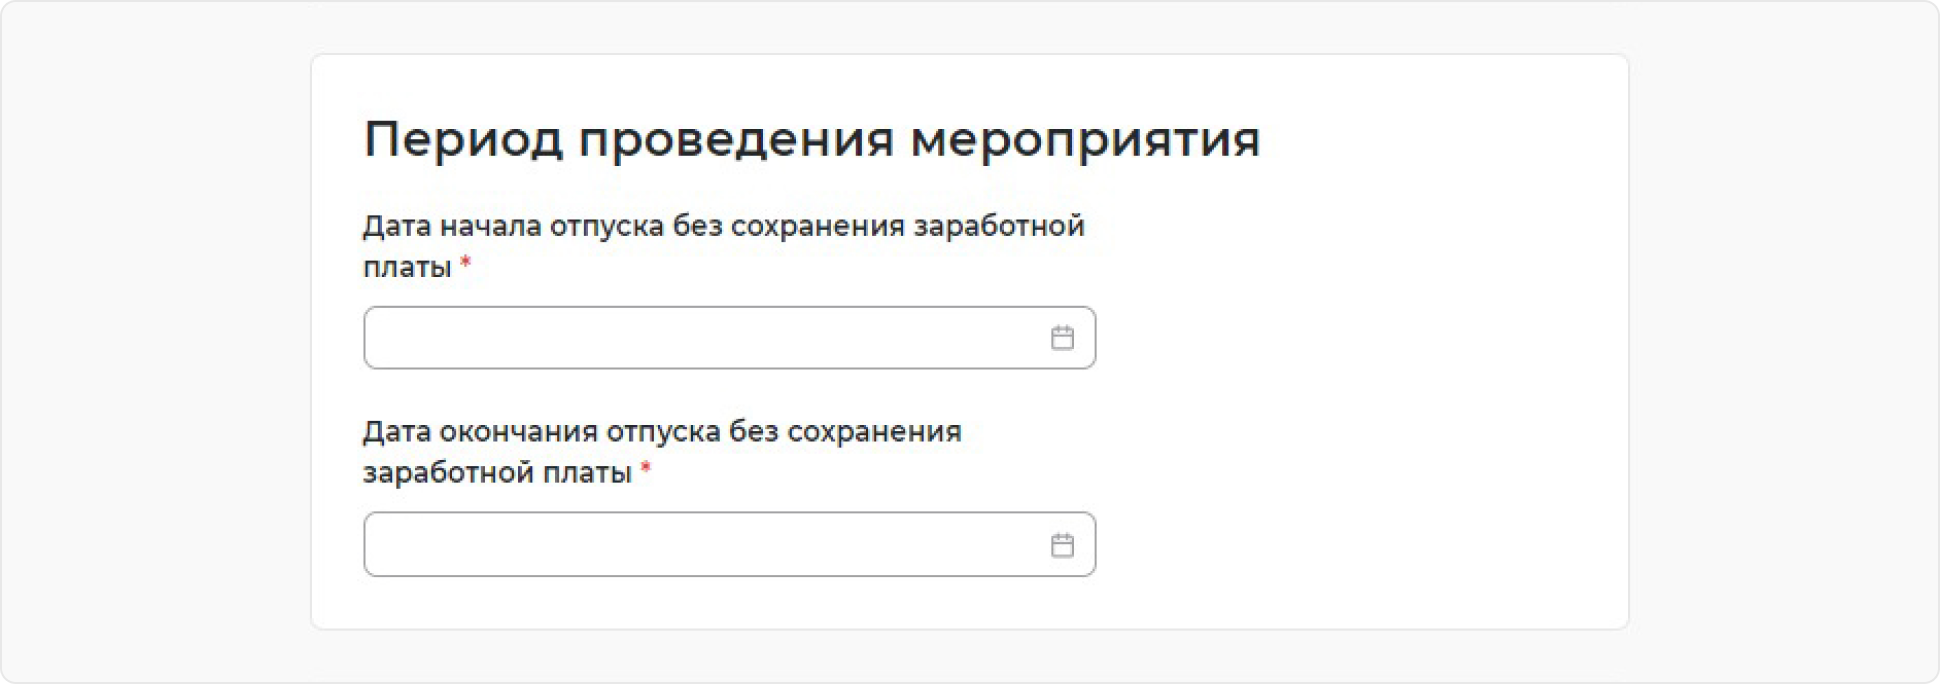 Период проведения мероприятия
Дата начала отпуска без сохранения заработной
платы *
Дата окончания отпуска без сохранения
заработной платы *